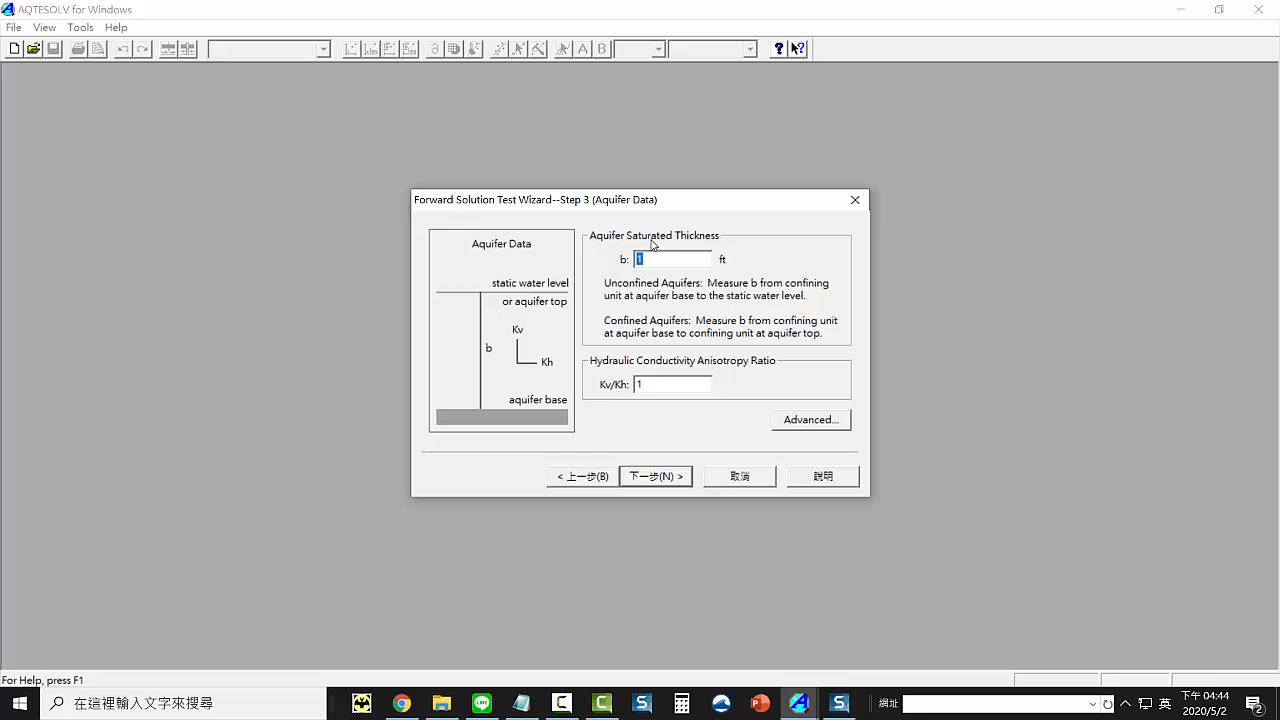 AQTESOLV for Windows
File View Tools Help
Forward Solution Test Wizard--Step 3 (Aquifer Data)
Aquifer Data
static water level
or aquifer top
Kv
b
Kh
aquifer base
Aquifer Saturated Thickness
b: 1 ft
Unconfined Aquifers: Measure b from confining
unit at aquifer base to the static water level.
Confined Aquifers: Measure b from confining unit
at aquifer base to confining unit at aquifer top.
Hydraulic Conductivity Anisotropy Ratio
Kv/Kh: 1
Advanced...
< 上一步(B) 下一步(N) > 取消 說明
For Help, press F1
在這裡輸入文字來搜尋
網址
英
下午 04:44
2020/5/2
2